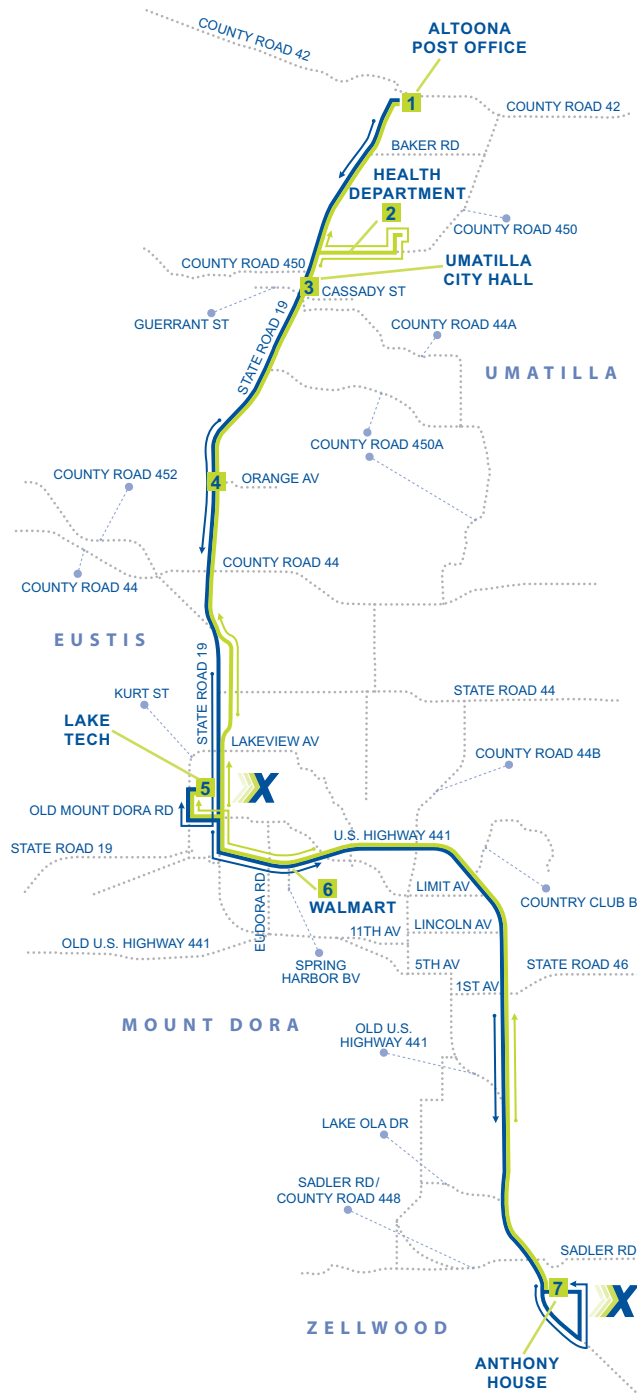 ALTOONA
POST OFFICE
COUNTY ROAD 42
1
COUNTY ROAD 42
BAKER RD
HEALTH
DEPARTMENT
2
COUNTY ROAD 450
COUNTY ROAD 450
UMATILLA
CITY HALL
3
CASSADY ST
GUERRANT ST
STATE ROAD 19
COUNTY ROAD 44A
UMATILLA
COUNTY ROAD 450A
COUNTY ROAD 452
4
ORANGE AV
COUNTY ROAD 44
COUNTY ROAD 44
EUSTIS
STATE ROAD 19
KURT ST
STATE ROAD 44
LAKE
TECH
LAKEVIEW AV
COUNTY ROAD 44B
5
X
OLD MOUNT DORA RD
STATE ROAD 19
U.S. HIGHWAY 441
6
WALMART
EUDORA RD
LIMIT AV
COUNTRY CLUB B
LINCOLN AV
11TH AV
OLD U.S. HIGHWAY 441
SPRING
HARBOR BV
5TH AV
STATE ROAD 46
1ST AV
MOUNT DORA
OLD U.S.
HIGHWAY 441
LAKE OLA DR
SADLER RD/
COUNTY ROAD 448
SADLER RD
7
X
ZELLWOOD
ANTHONY
HOUSE